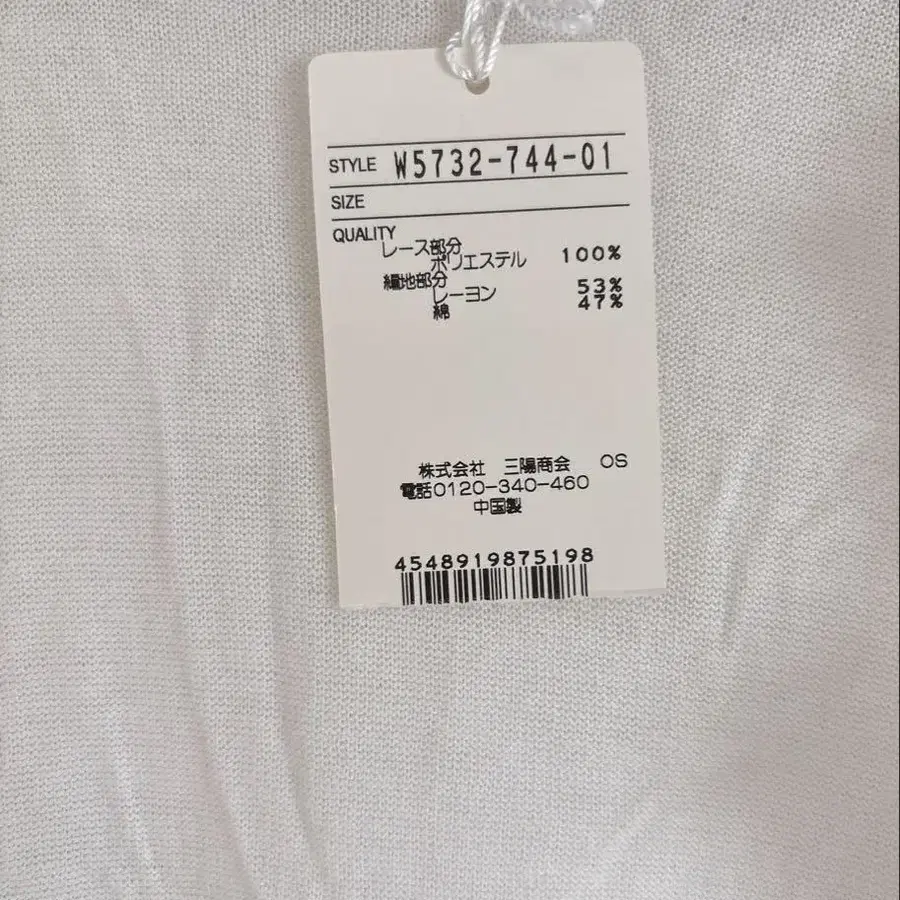 STYLE W5732-744-01
SIZE
QUALITY
レース部分
ポリエステル 100%
編地部分
レーヨン 53%
綿 47%
株式会社 三陽商会 OS
電話0120-340-460
中国製
4548919875198